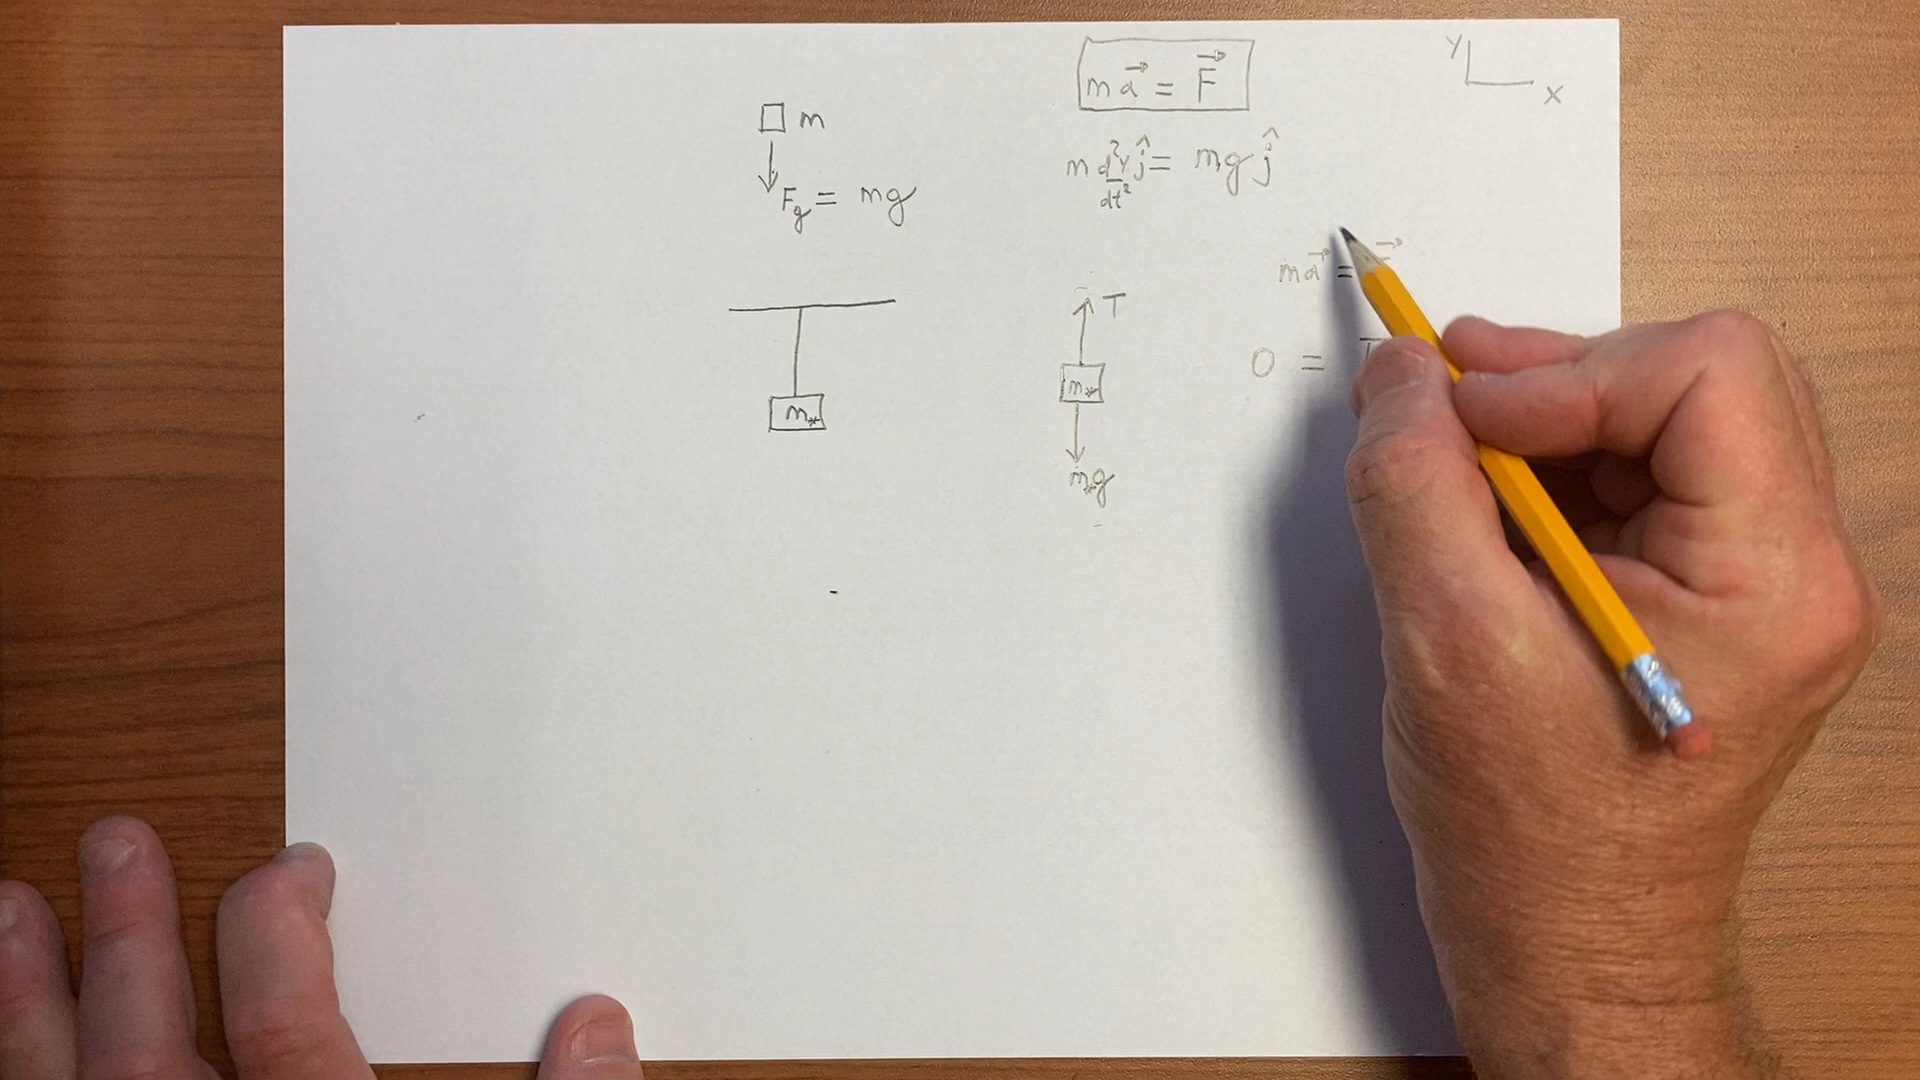 ma⃗ = F⃗
Y
X
m
m d²Y/dt² ĵ = mg ĵ
F_g = mg
ma⃗ =
T
0 =
m*
m*
m*g